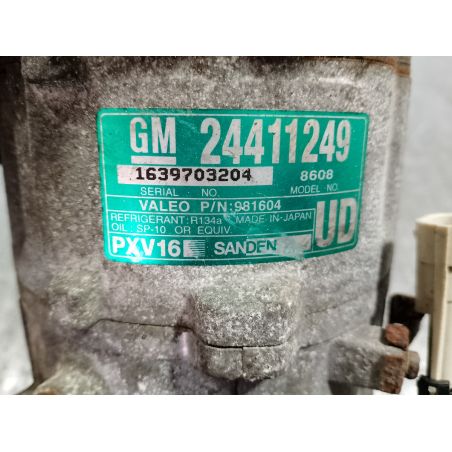 GM 24411249
1639703204 8608
SERIAL NO. MODEL NO.
VALEO P/N:981604
REFRIGERANT:R134a MADE IN JAPAN
OIL SP-10 OR EQUIV. UD
PXV16 SANDEN